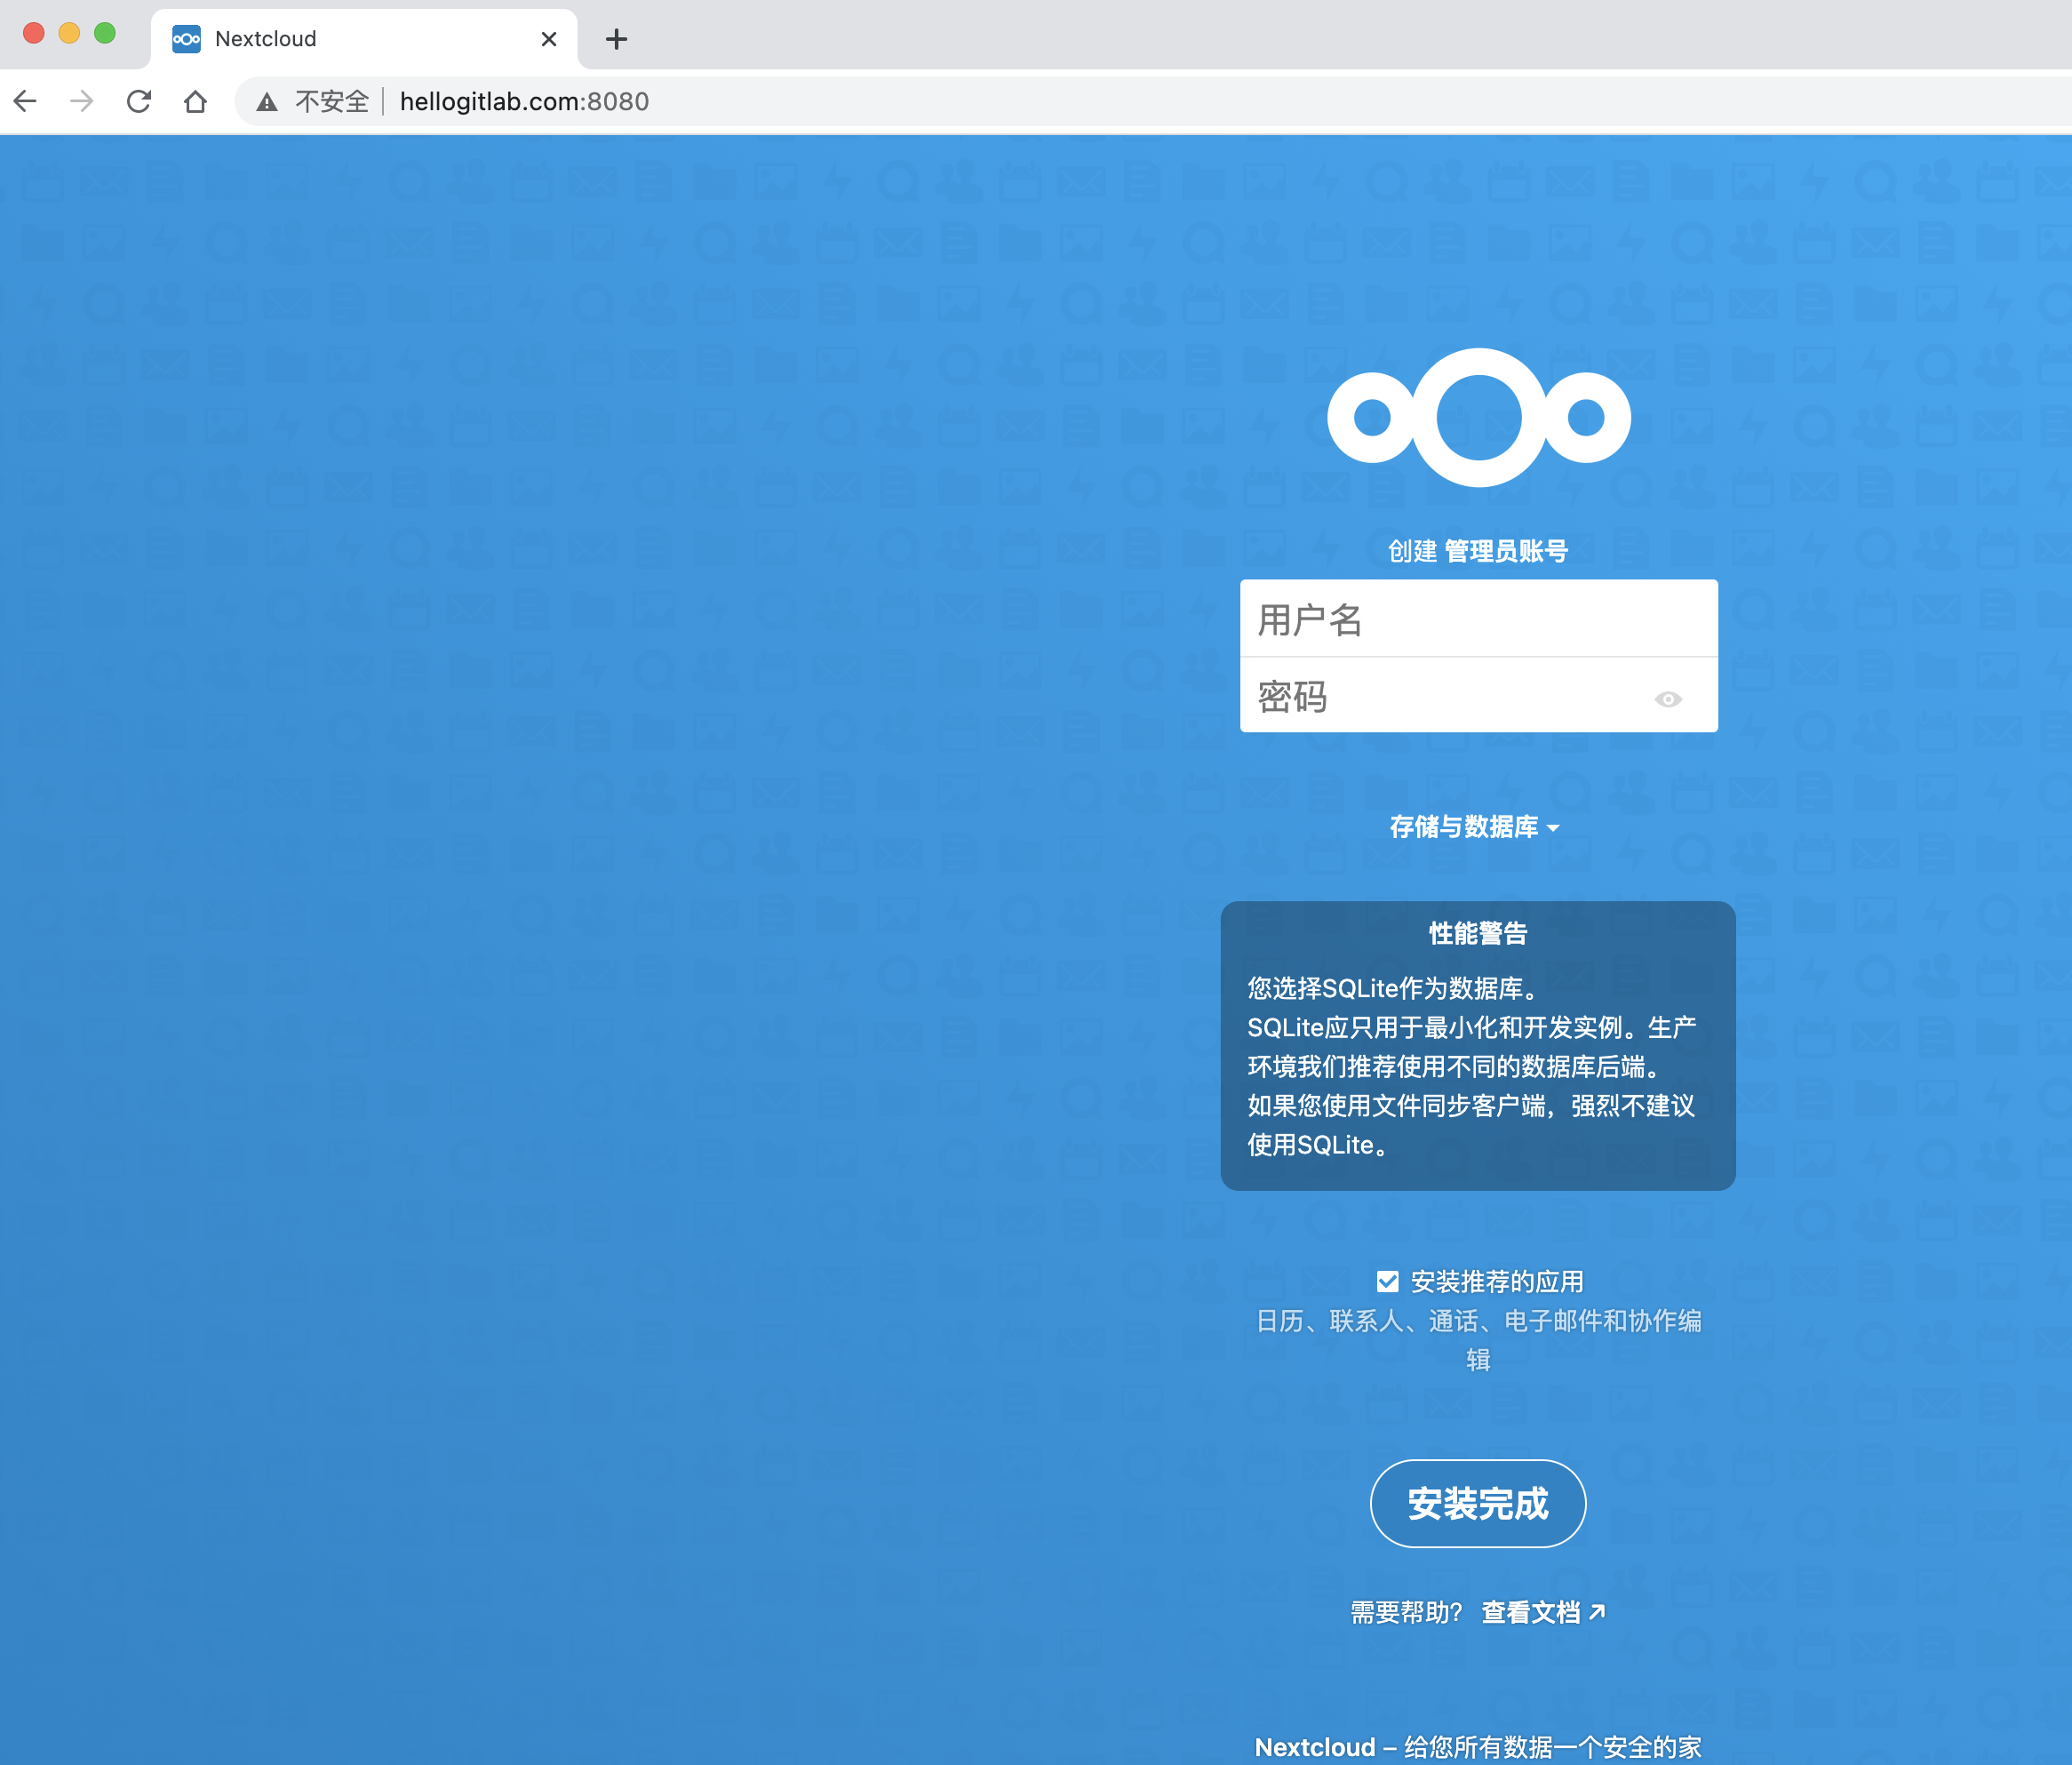 Nextcloud
不安全 hellogitlab.com:8080
创建 管理员账号
用户名
密码
存储与数据库
性能警告
您选择SQLite作为数据库。
SQLite应只用于最小化和开发实例。生产
环境我们推荐使用不同的数据库后端。
如果您使用文件同步客户端，强烈不建议
使用SQLite。
安装推荐的应用
日历、联系人、通话、电子邮件和协作编
辑
安装完成
需要帮助? 查看文档
Nextcloud – 给您所有数据一个安全的家